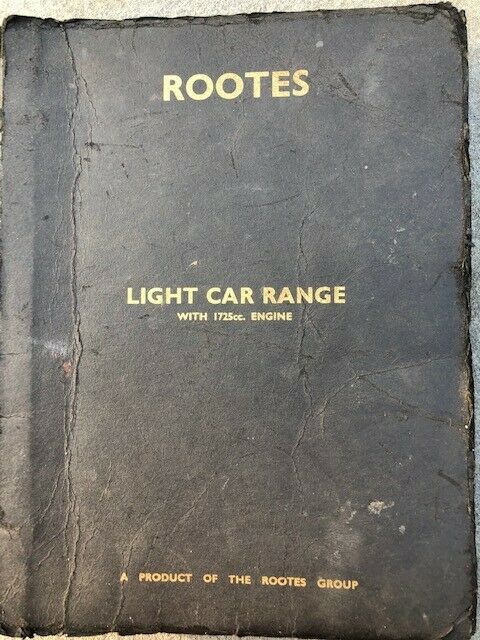 ROOTES
LIGHT CAR RANGE
WITH 1725cc. ENGINE
A PRODUCT OF THE ROOTES GROUP